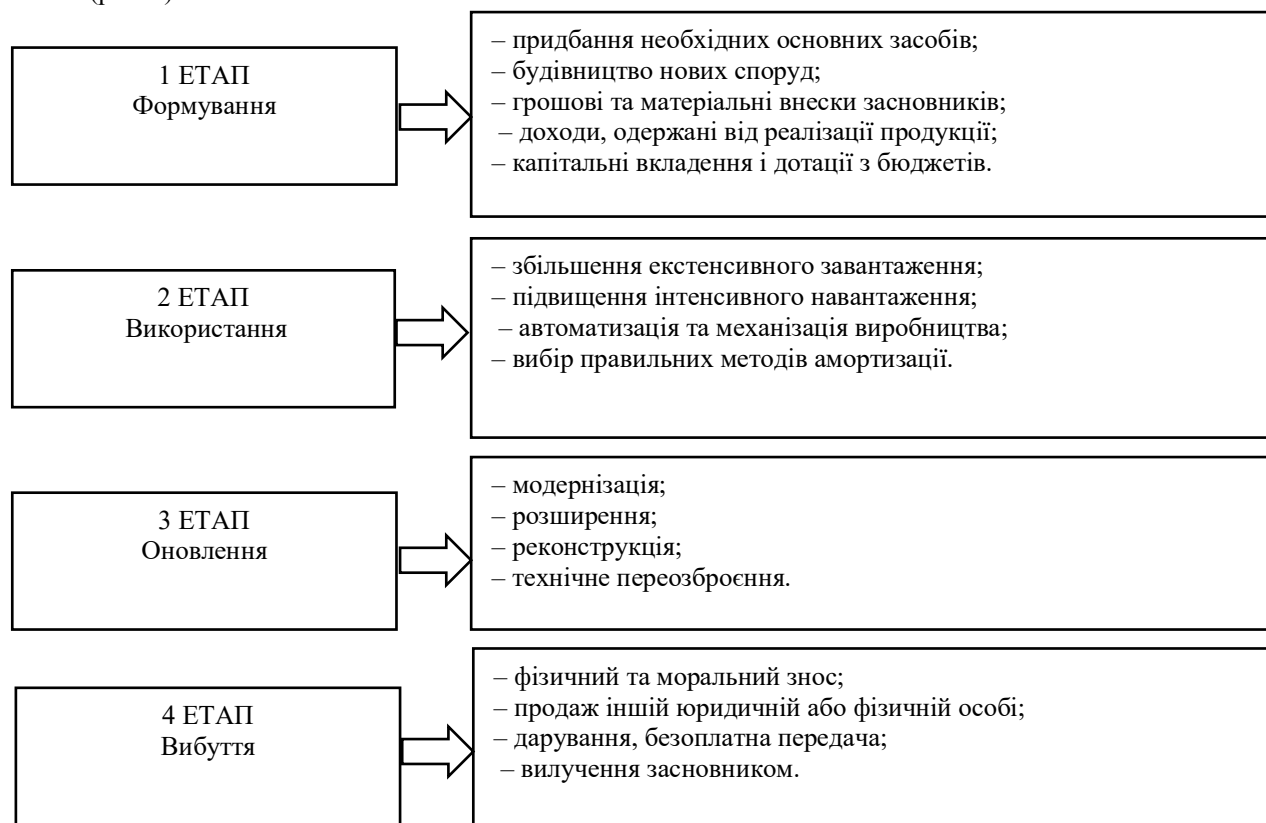 1 ЕТАП
Формування
– придбання необхідних основних засобів;
– будівництво нових споруд;
– грошові та матеріальні внески засновників;
– доходи, одержані від реалізації продукції;
– капітальні вкладення і дотації з бюджетів.
2 ЕТАП
Використання
– збільшення екстенсивного завантаження;
– підвищення інтенсивного навантаження;
– автоматизація та механізація виробництва;
– вибір правильних методів амортизації.
3 ЕТАП
Оновлення
– модернізація;
– розширення;
– реконструкція;
– технічне переозброєння.
4 ЕТАП
Вибуття
– фізичний та моральний знос;
– продаж іншій юридичній або фізичній особі;
– дарування, безоплатна передача;
– вилучення засновником.